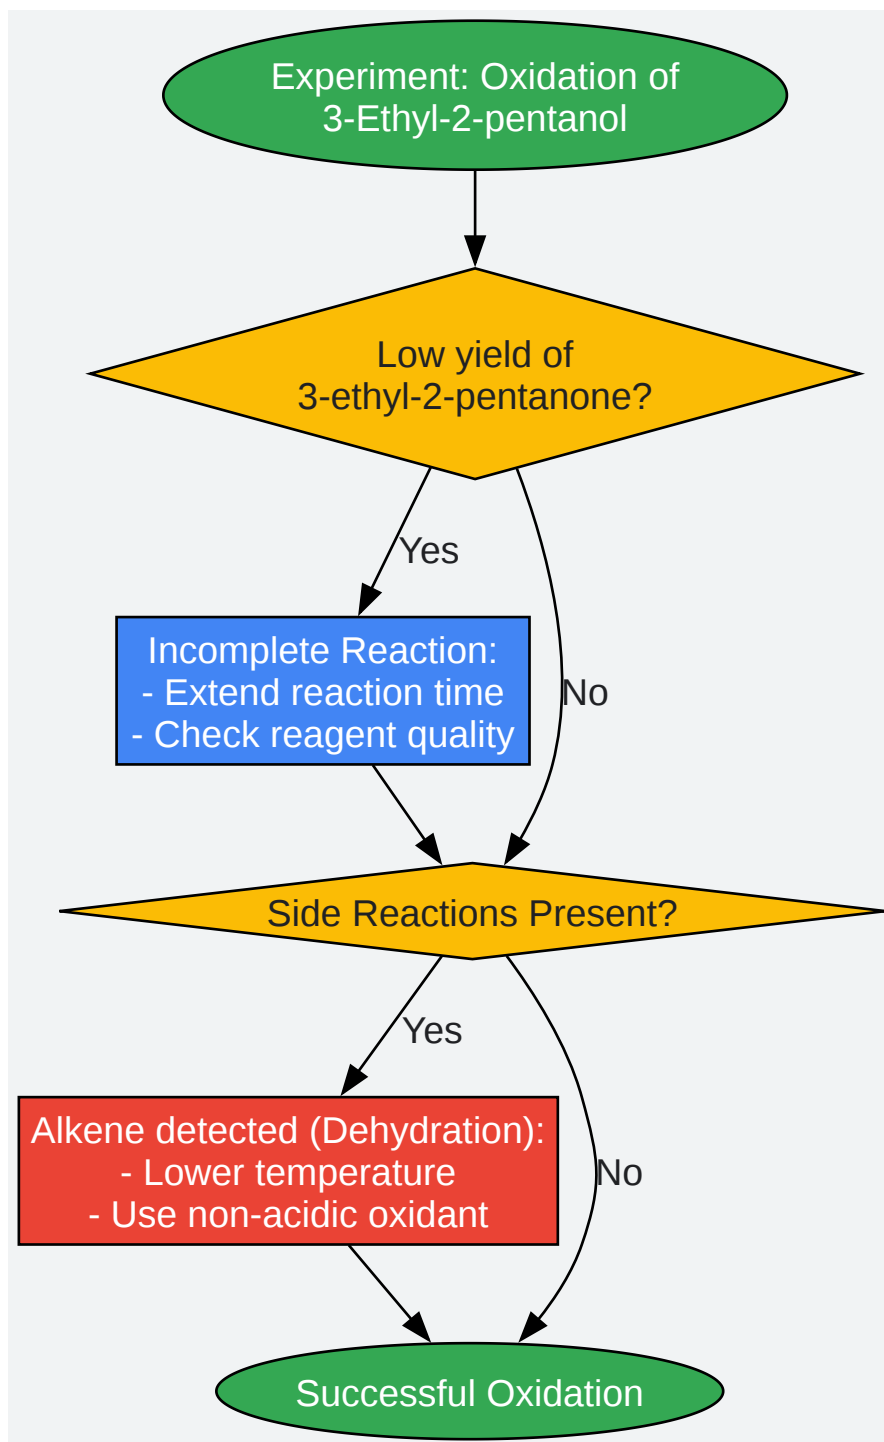 Experiment: Oxidation of
3-Ethyl-2-pentanol
Low yield of
3-ethyl-2-pentanone?
Yes
Incomplete Reaction:
- Extend reaction time
- Check reagent quality
No
Side Reactions Present?
Yes
Alkene detected (Dehydration):
- Lower temperature
- Use non-acidic oxidant
No
Successful Oxidation